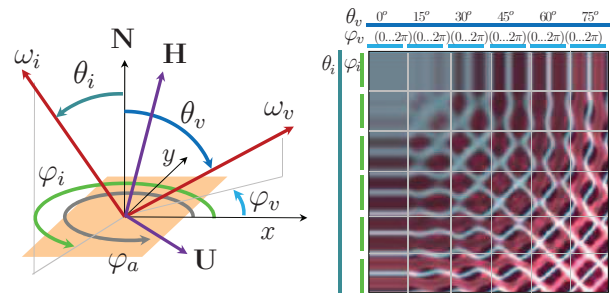 N
H
ω_i
θ_i
θ_v
ω_v
y
φ_i
φ_v
x
φ_a
U
θ_v 0° 15° 30° 45° 60° 75°
φ_v (0...2π) (0...2π) (0...2π) (0...2π) (0...2π) (0...2π)
θ_i φ_i